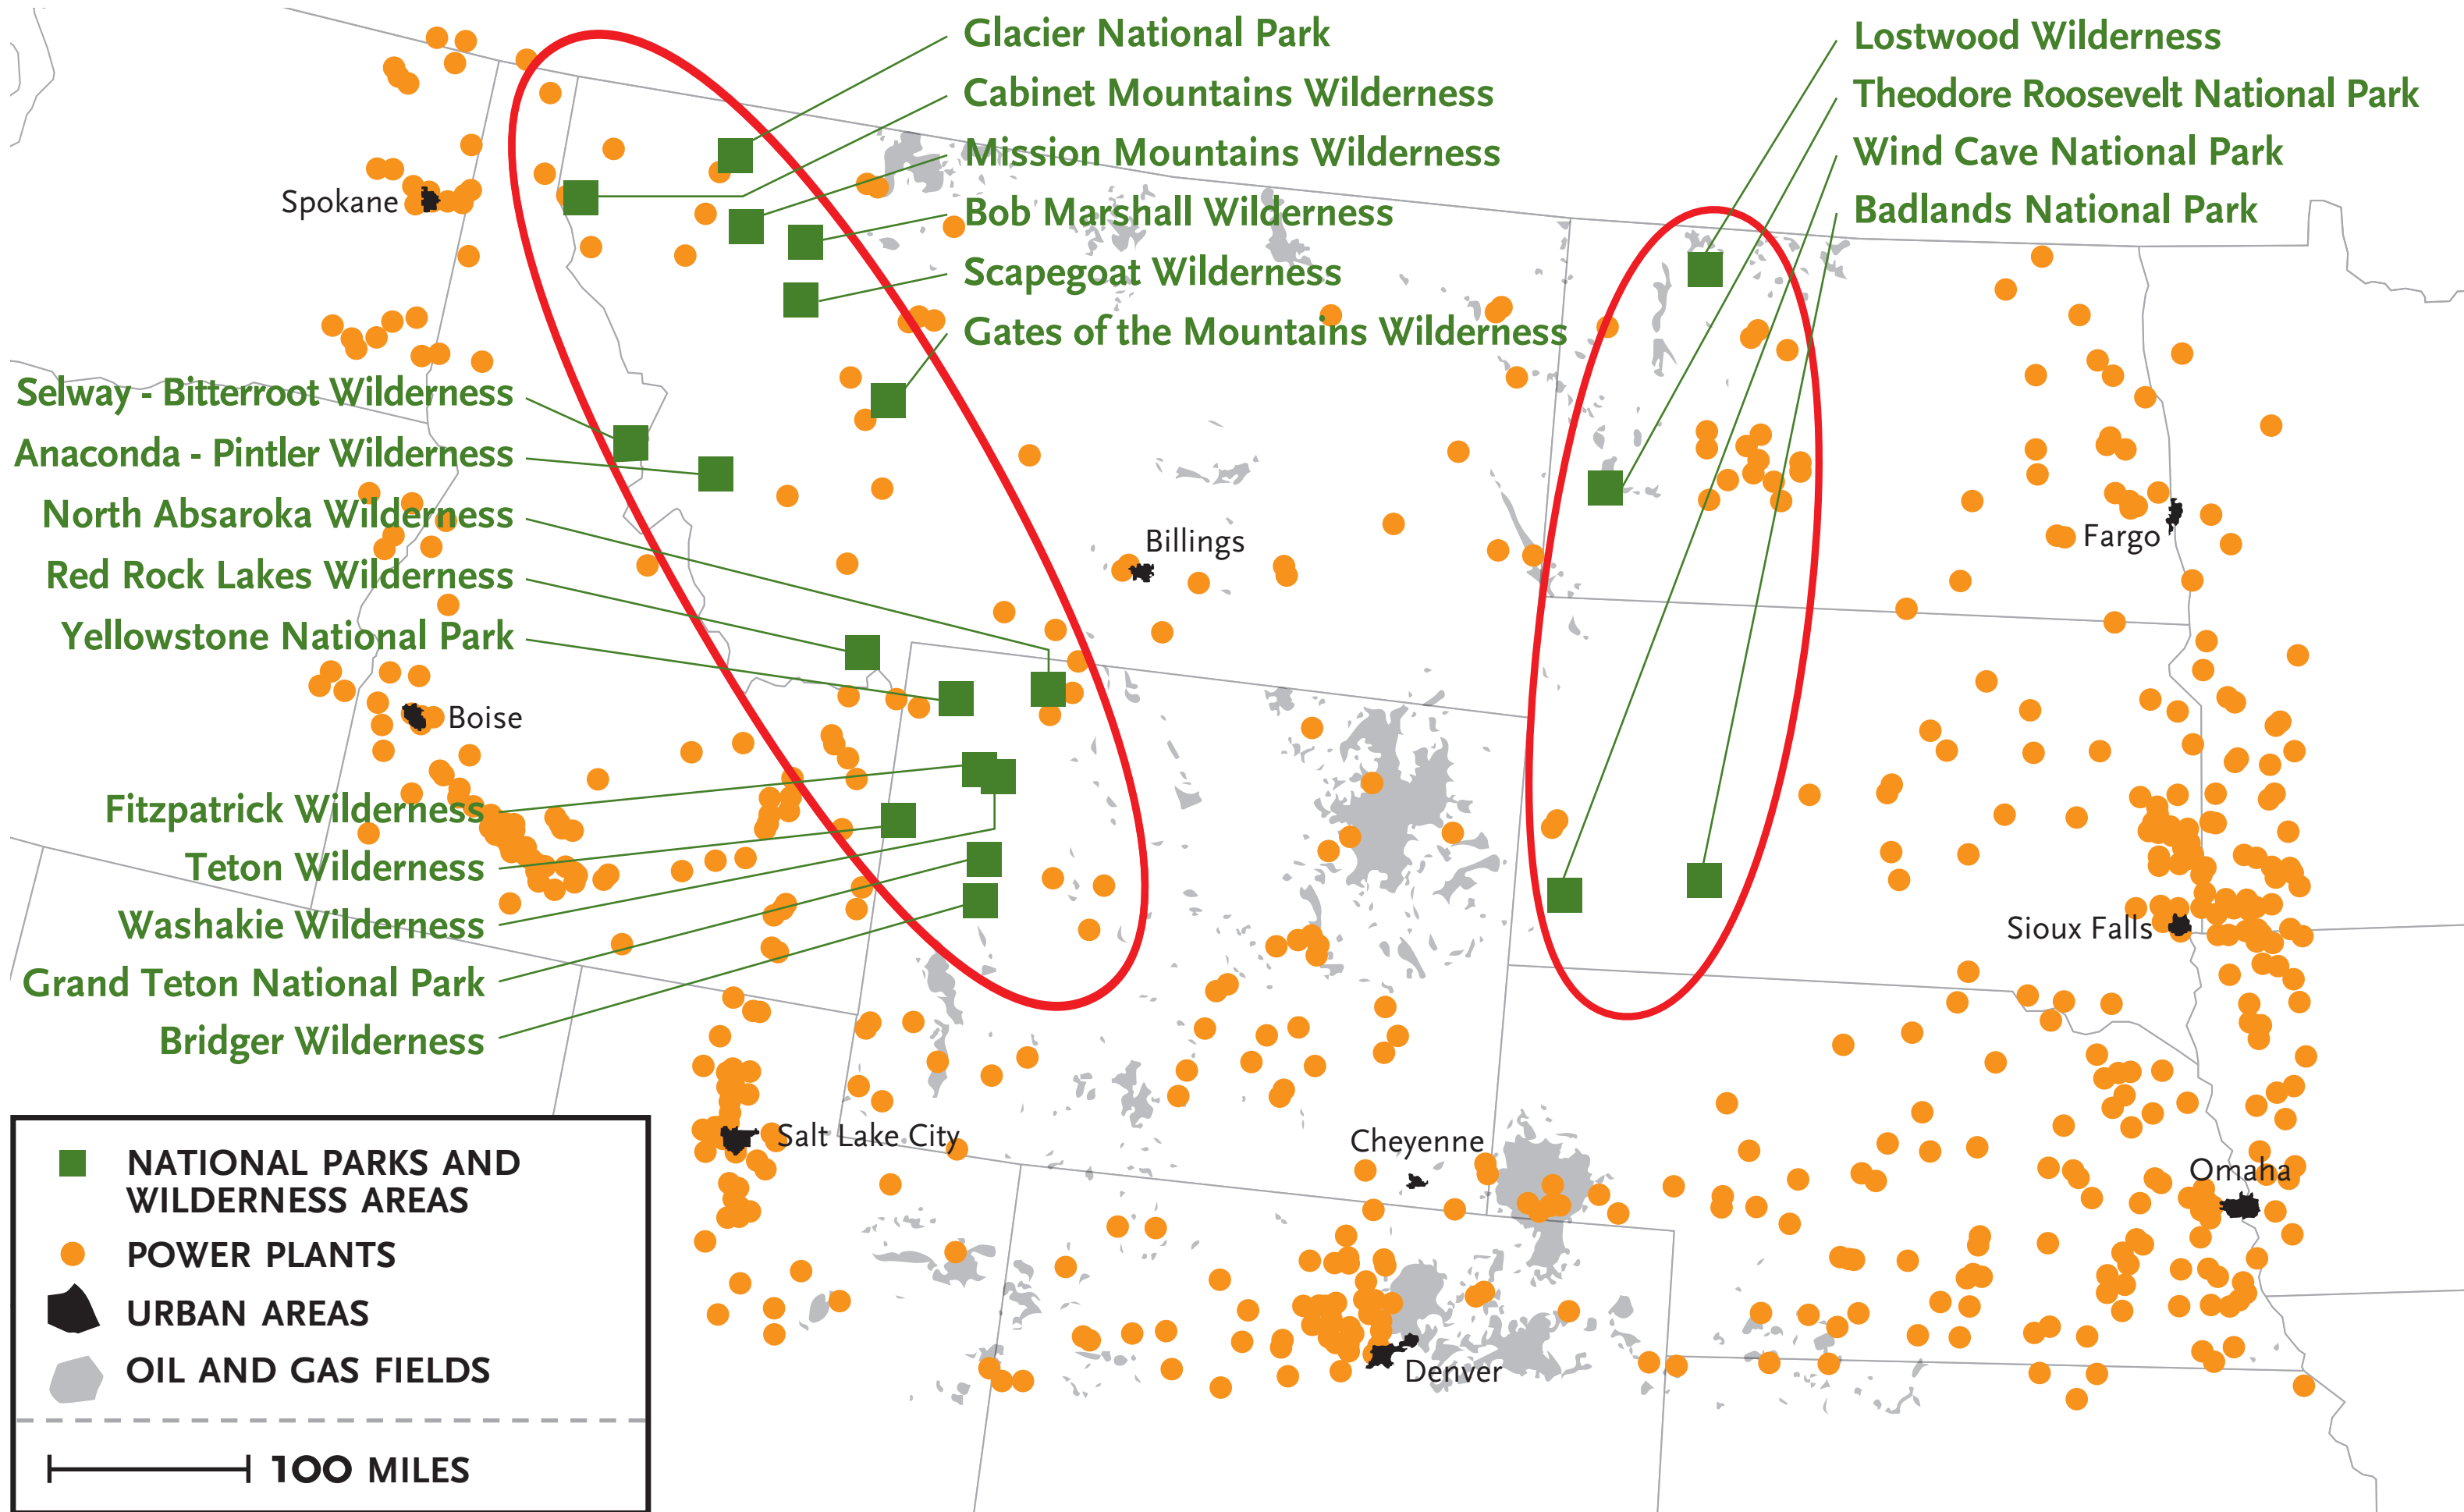 Glacier National Park
Cabinet Mountains Wilderness
Mission Mountains Wilderness
Bob Marshall Wilderness
Scapegoat Wilderness
Gates of the Mountains Wilderness
Lostwood Wilderness
Theodore Roosevelt National Park
Wind Cave National Park
Badlands National Park
Spokane
Selway - Bitterroot Wilderness
Anaconda - Pintler Wilderness
North Absaroka Wilderness
Red Rock Lakes Wilderness
Yellowstone National Park
Billings
Fargo
Boise
Fitzpatrick Wilderness
Teton Wilderness
Washakie Wilderness
Grand Teton National Park
Bridger Wilderness
Sioux Falls
Salt Lake City
Cheyenne
Omaha
Denver
NATIONAL PARKS AND
WILDERNESS AREAS
POWER PLANTS
URBAN AREAS
OIL AND GAS FIELDS
100 MILES